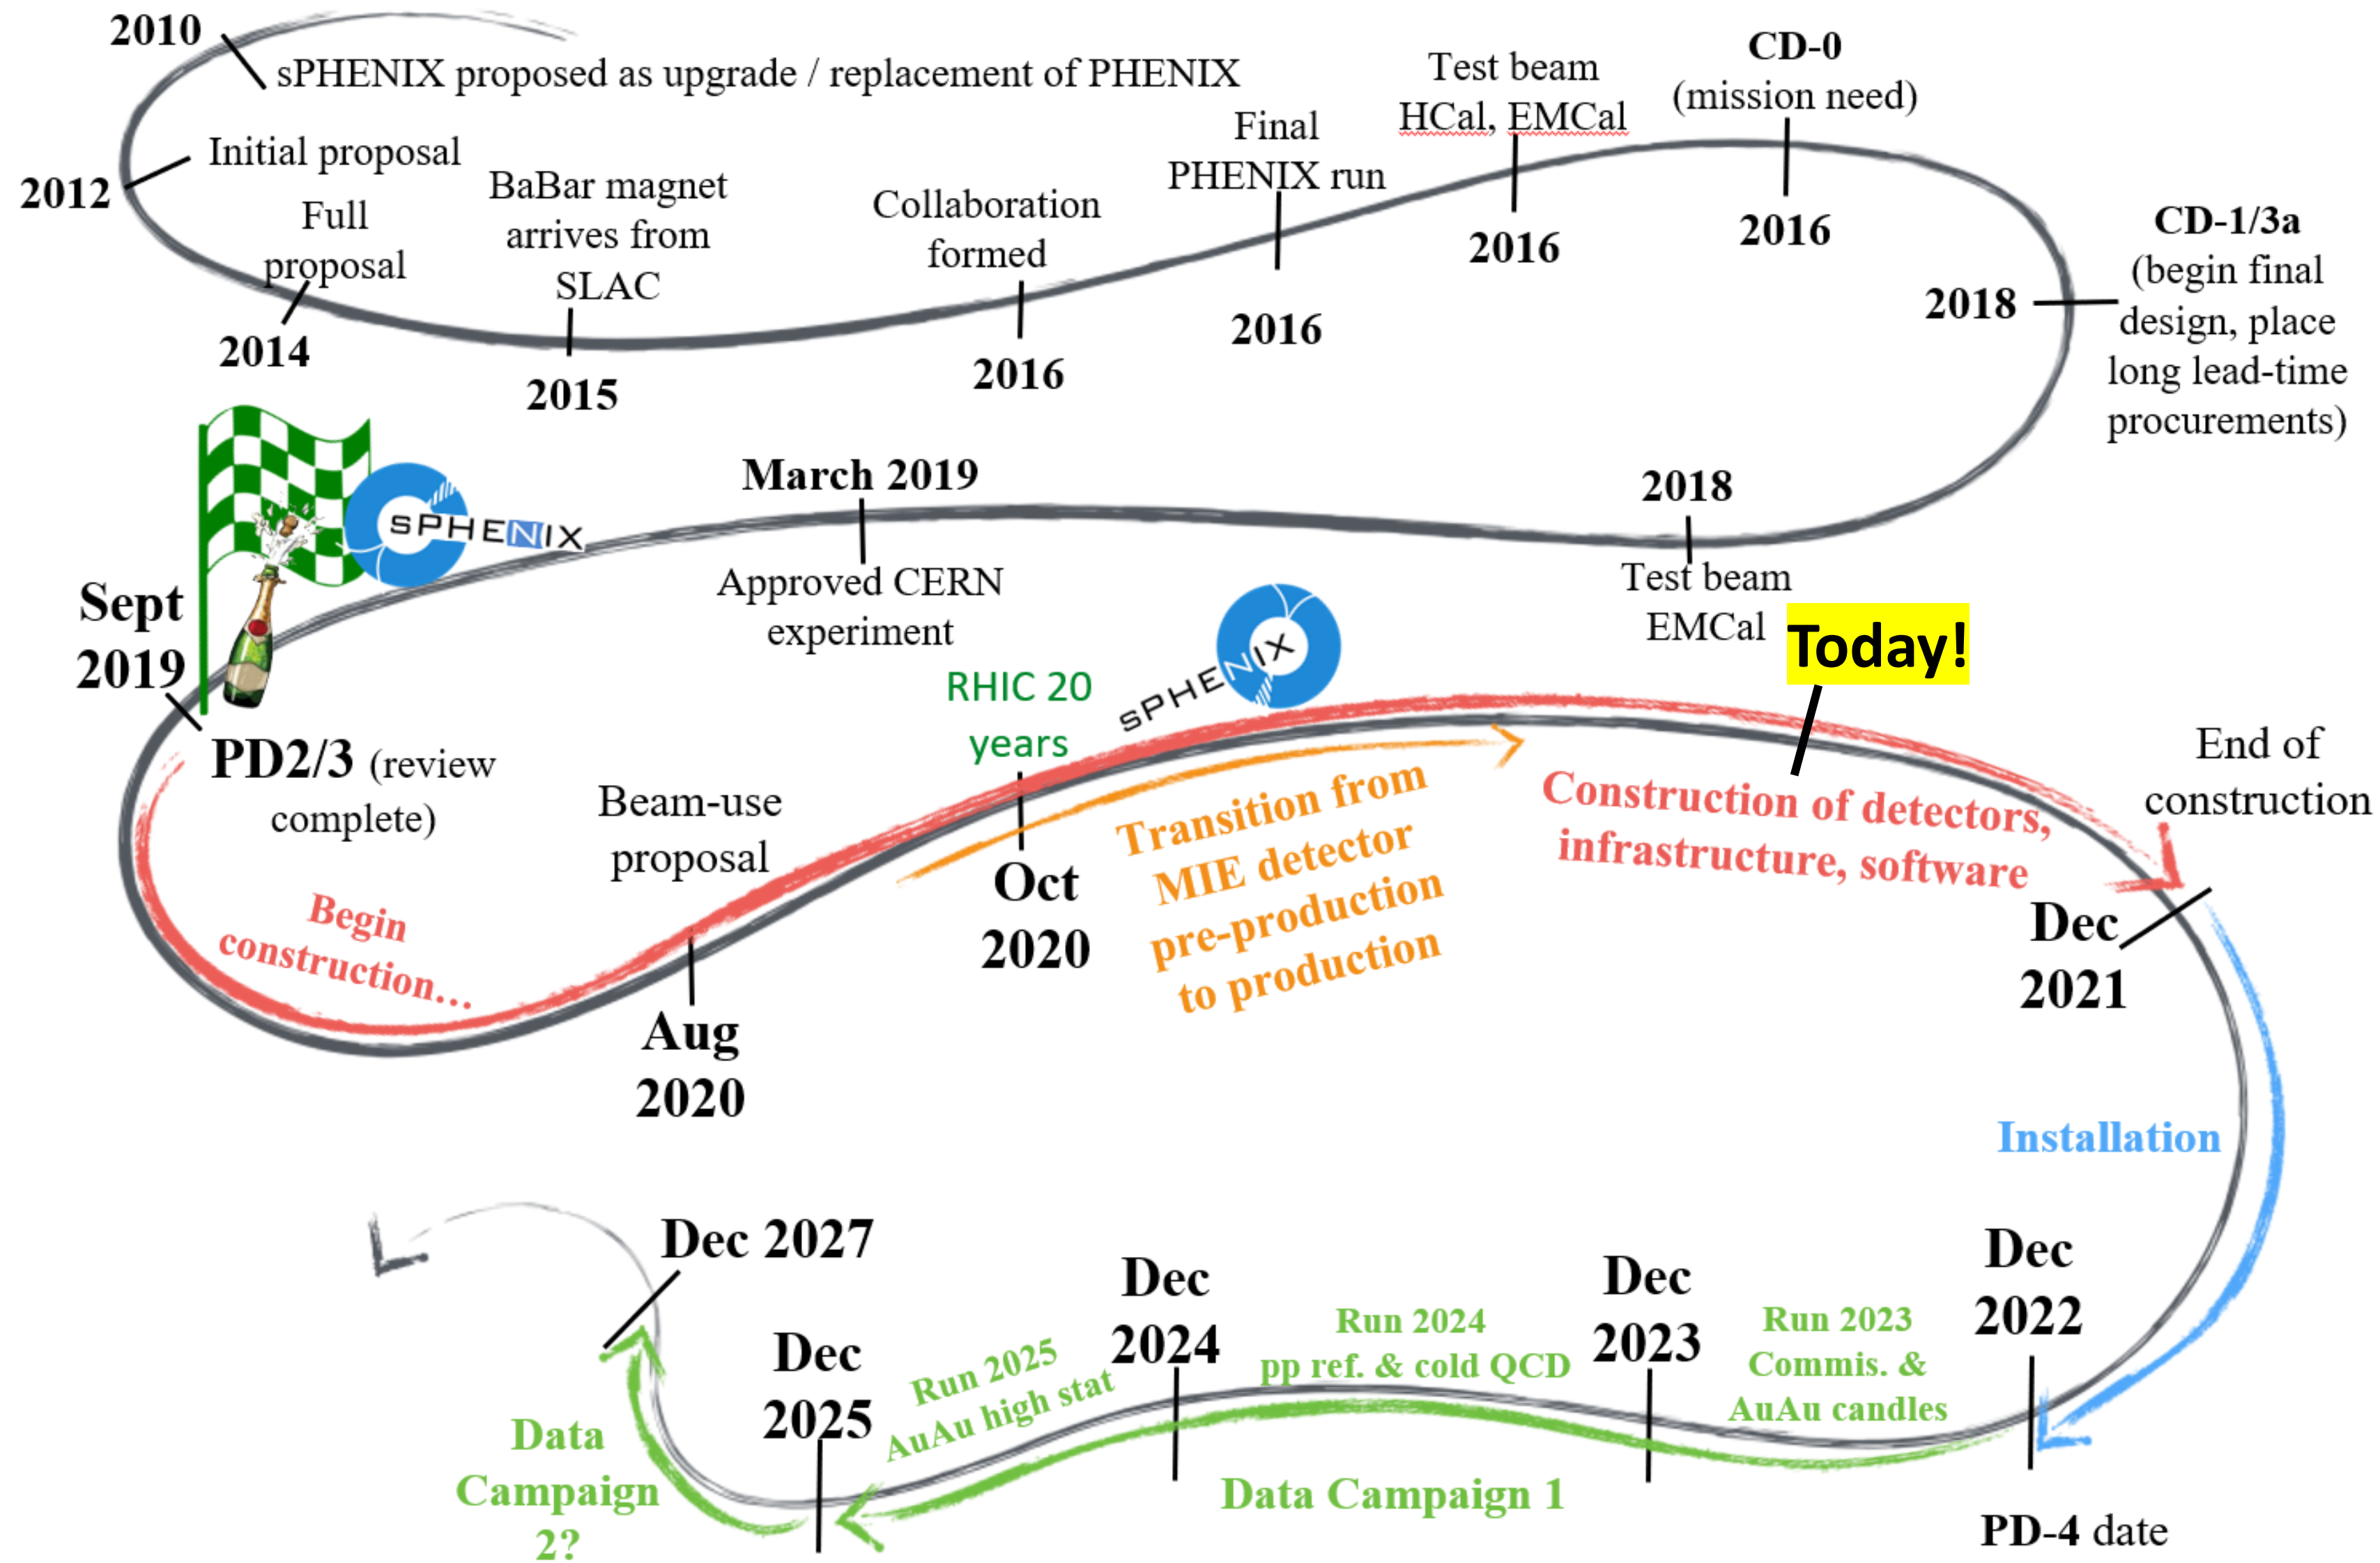 2010
sPHENIX proposed as upgrade / replacement of PHENIX
2012
Initial proposal
Full
proposal
2014
BaBar magnet
arrives from
SLAC
2015
Collaboration
formed
2016
Final
PHENIX run
2016
Test beam
HCal, EMCal
2016
CD-0
(mission need)
2016
2018
CD-1/3a
(begin final
design, place
long lead-time
procurements)
2018
Test beam
EMCal
March 2019
Approved CERN
experiment
sPHENIX
Sept
2019
PD2/3 (review
complete)
Begin
construction...
Beam-use
proposal
Aug
2020
RHIC 20
years
Oct
2020
sPHENIX
Transition from
MIE detector
pre-production
to production
Today!
Construction of detectors,
infrastructure, software
End of
construction
Dec
2021
Installation
Dec
2022
PD-4 date
Run 2023
Commis. &
AuAu candles
Dec
2023
Run 2024
pp ref. & cold QCD
Data Campaign 1
Dec
2024
Run 2025
AuAu high stat
Dec
2025
Data
Campaign
2?
Dec 2027